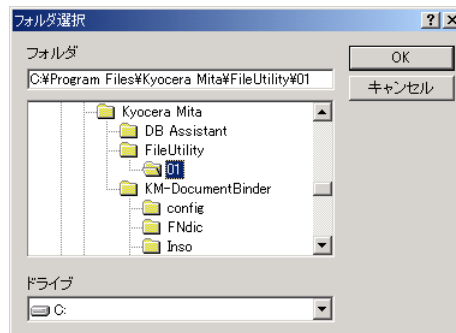 フォルダ選択
フォルダ
OK
C:¥Program Files¥Kyocera Mita¥FileUtility¥01
キャンセル
Kyocera Mita
DB Assistant
FileUtility
01
KM-DocumentBinder
config
FNdic
Inso
ドライブ
C: